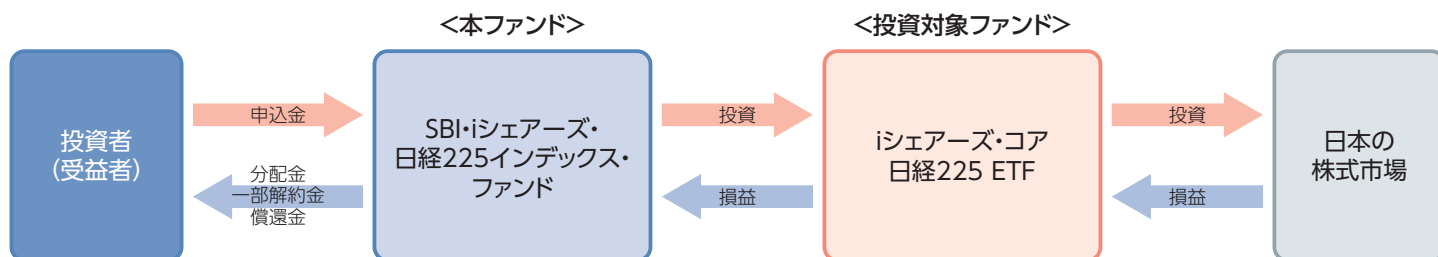 <本ファンド>
<投資対象ファンド>
投資者
(受益者)
申込金
分配金
一部解約金
償還金
SBI・iシェアーズ・
日経225インデックス・
ファンド
投資
損益
iシェアーズ・コア
日経225 ETF
投資
損益
日本の
株式市場